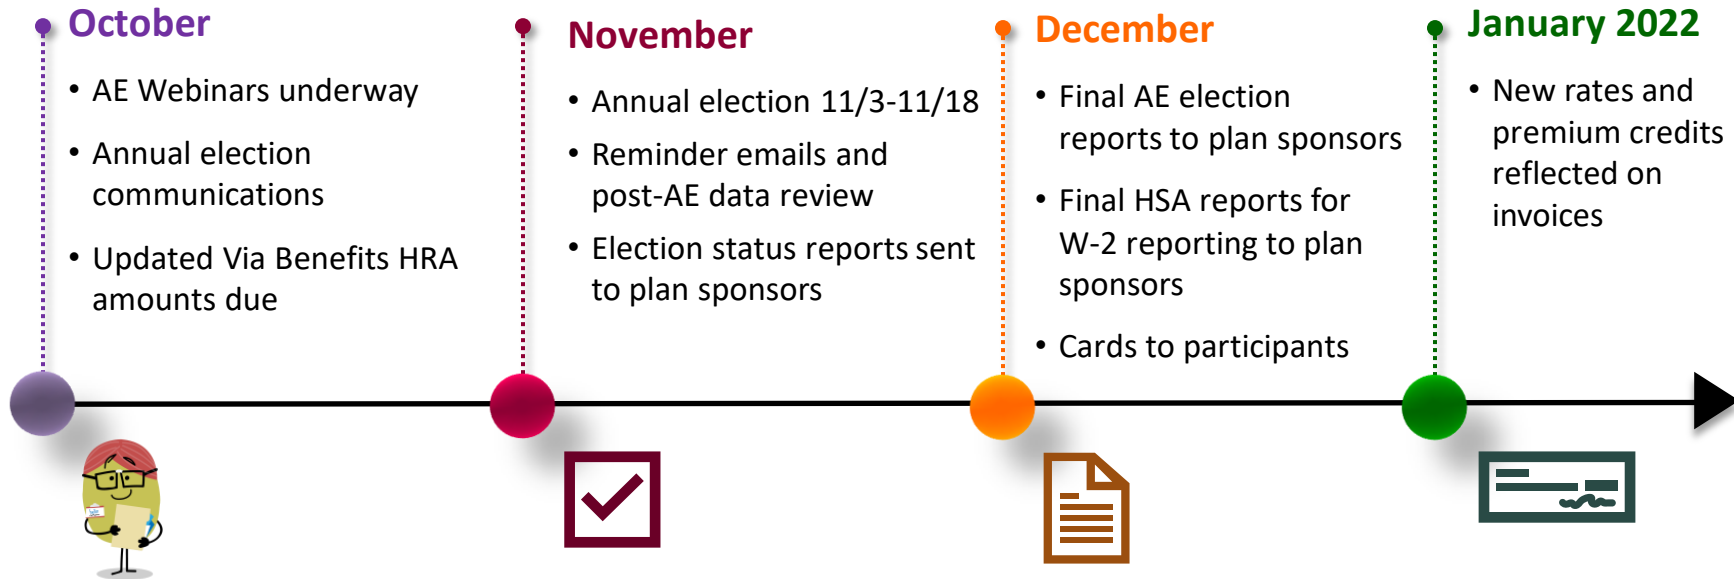 October
• AE Webinars underway
• Annual election
communications
• Updated Via Benefits HRA
amounts due
November
• Annual election 11/3-11/18
• Reminder emails and
post-AE data review
• Election status reports sent
to plan sponsors
December
• Final AE election
reports to plan sponsors
• Final HSA reports for
W-2 reporting to plan
sponsors
• Cards to participants
January 2022
• New rates and
premium credits
reflected on
invoices